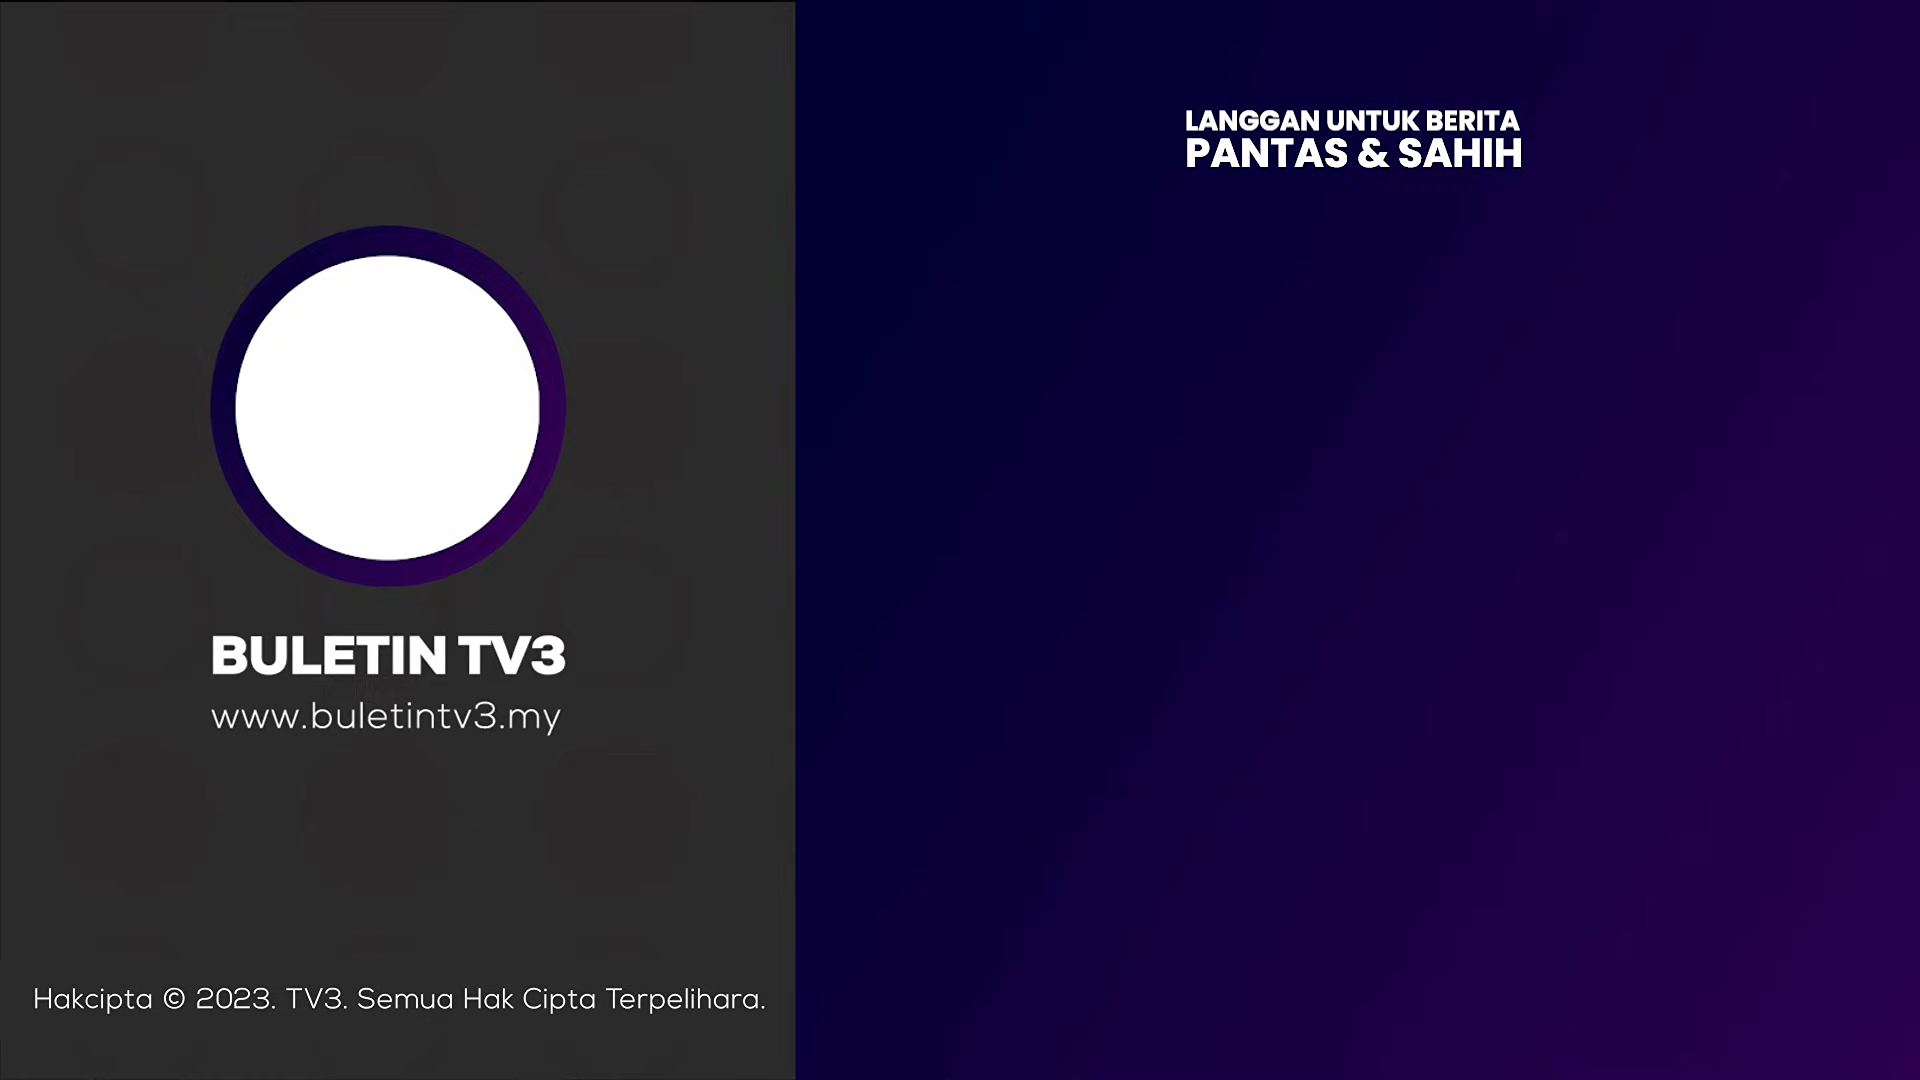 LANGGAN UNTUK BERITA
PANTAS & SAHIH
BULETIN TV3
www.buletintv3.my
Hakcipta © 2023. TV3. Semua Hak Cipta Terpelihara.